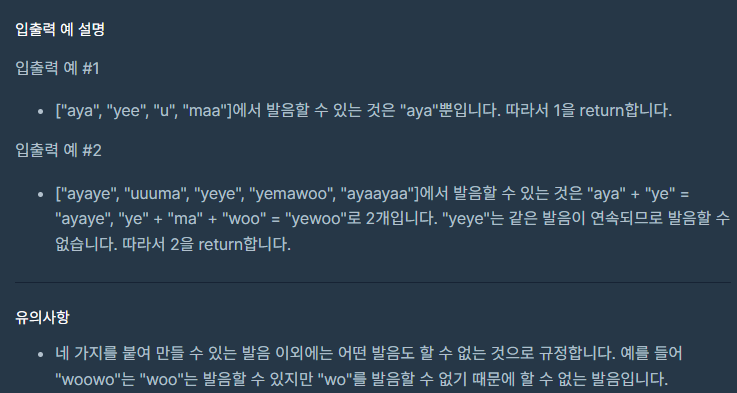 입출력 예 설명
입출력 예 #1
• ["aya", "yee", "u", "maa"]에서 발음할 수 있는 것은 "aya"뿐입니다. 따라서 1을 return합니다.
입출력 예 #2
• ["ayaye", "uuuma", "yeye", "yemawoo", "ayaayaa"]에서 발음할 수 있는 것은 "aya" + "ye" =
"ayaye", "ye" + "ma" + "woo" = "yewoo"로 2개입니다. "yeye"는 같은 발음이 연속되므로 발음할 수
없습니다. 따라서 2을 return합니다.
유의사항
• 네 가지를 붙여 만들 수 있는 발음 이외에는 어떤 발음도 할 수 없는 것으로 규정합니다. 예를 들어
"woowo"는 "woo"는 발음할 수 있지만 "wo"를 발음할 수 없기 때문에 할 수 없는 발음입니다.